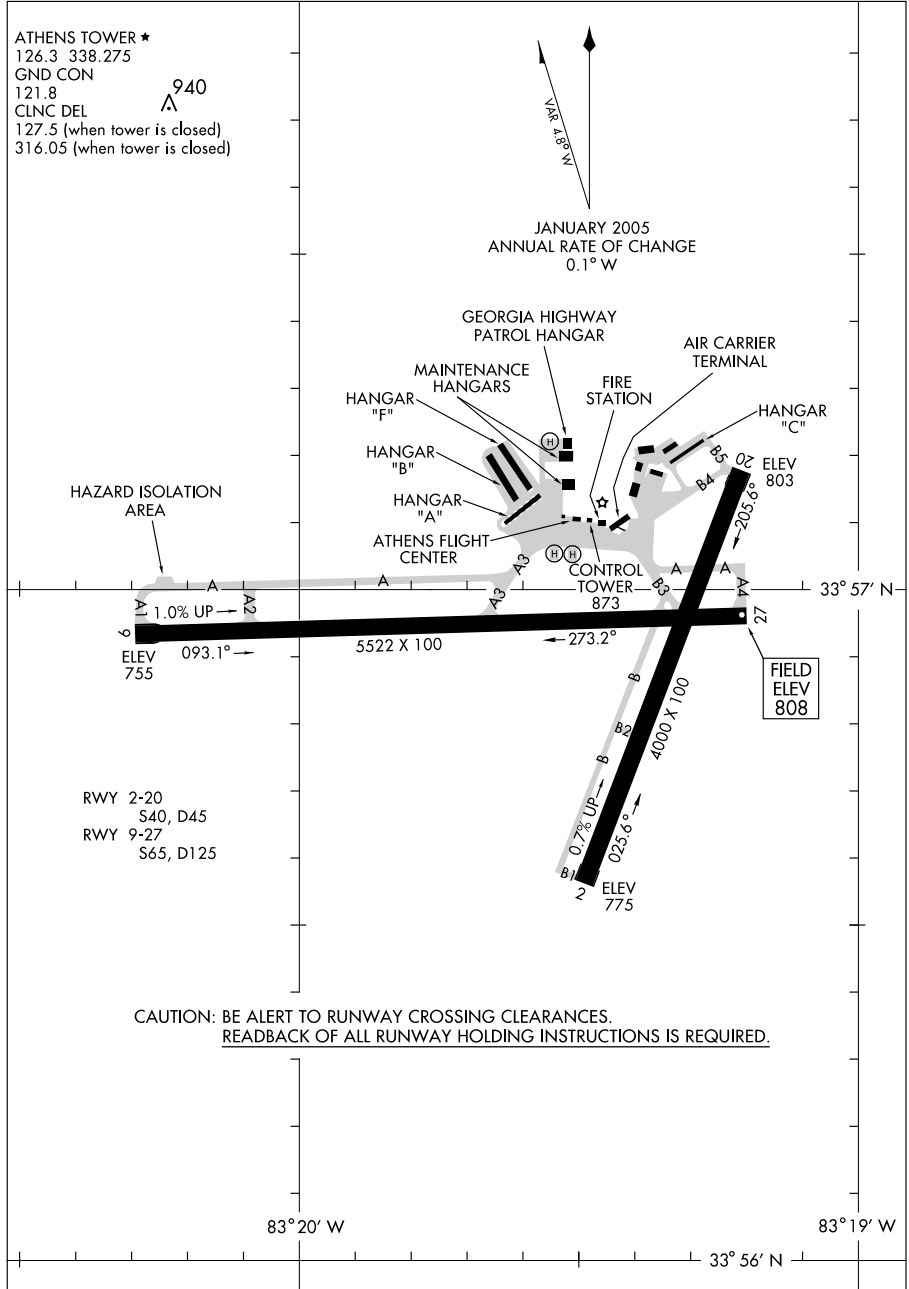 ATHENS TOWER ★
126.3 338.275
GND CON
121.8
CLNC DEL
127.5 (when tower is closed)
316.05 (when tower is closed)
940
VAR 4.8° W
JANUARY 2005
ANNUAL RATE OF CHANGE
0.1° W
GEORGIA HIGHWAY
PATROL HANGAR
AIR CARRIER
TERMINAL
MAINTENANCE
HANGARS
FIRE
STATION
HANGAR
"F"
HANGAR
"C"
HANGAR
"B"
HANGAR
"A"
H
B5
B4
20
ELEV
803
205.6°
HAZARD ISOLATION
AREA
ATHENS FLIGHT
CENTER
H H
CONTROL
TOWER
873
A
A
A3
A3
B3
A
A
A4
33° 57' N
A1
1.0% UP
A2
9
ELEV
755
093.1°
5522 X 100
273.2°
27
FIELD
ELEV
808
B
B2
B
4000 X 100
0.7% UP
025.6°
B1
2
ELEV
775
RWY 2-20
S40, D45
RWY 9-27
S65, D125
CAUTION: BE ALERT TO RUNWAY CROSSING CLEARANCES.
READBACK OF ALL RUNWAY HOLDING INSTRUCTIONS IS REQUIRED.
83° 20' W
83° 19' W
33° 56' N